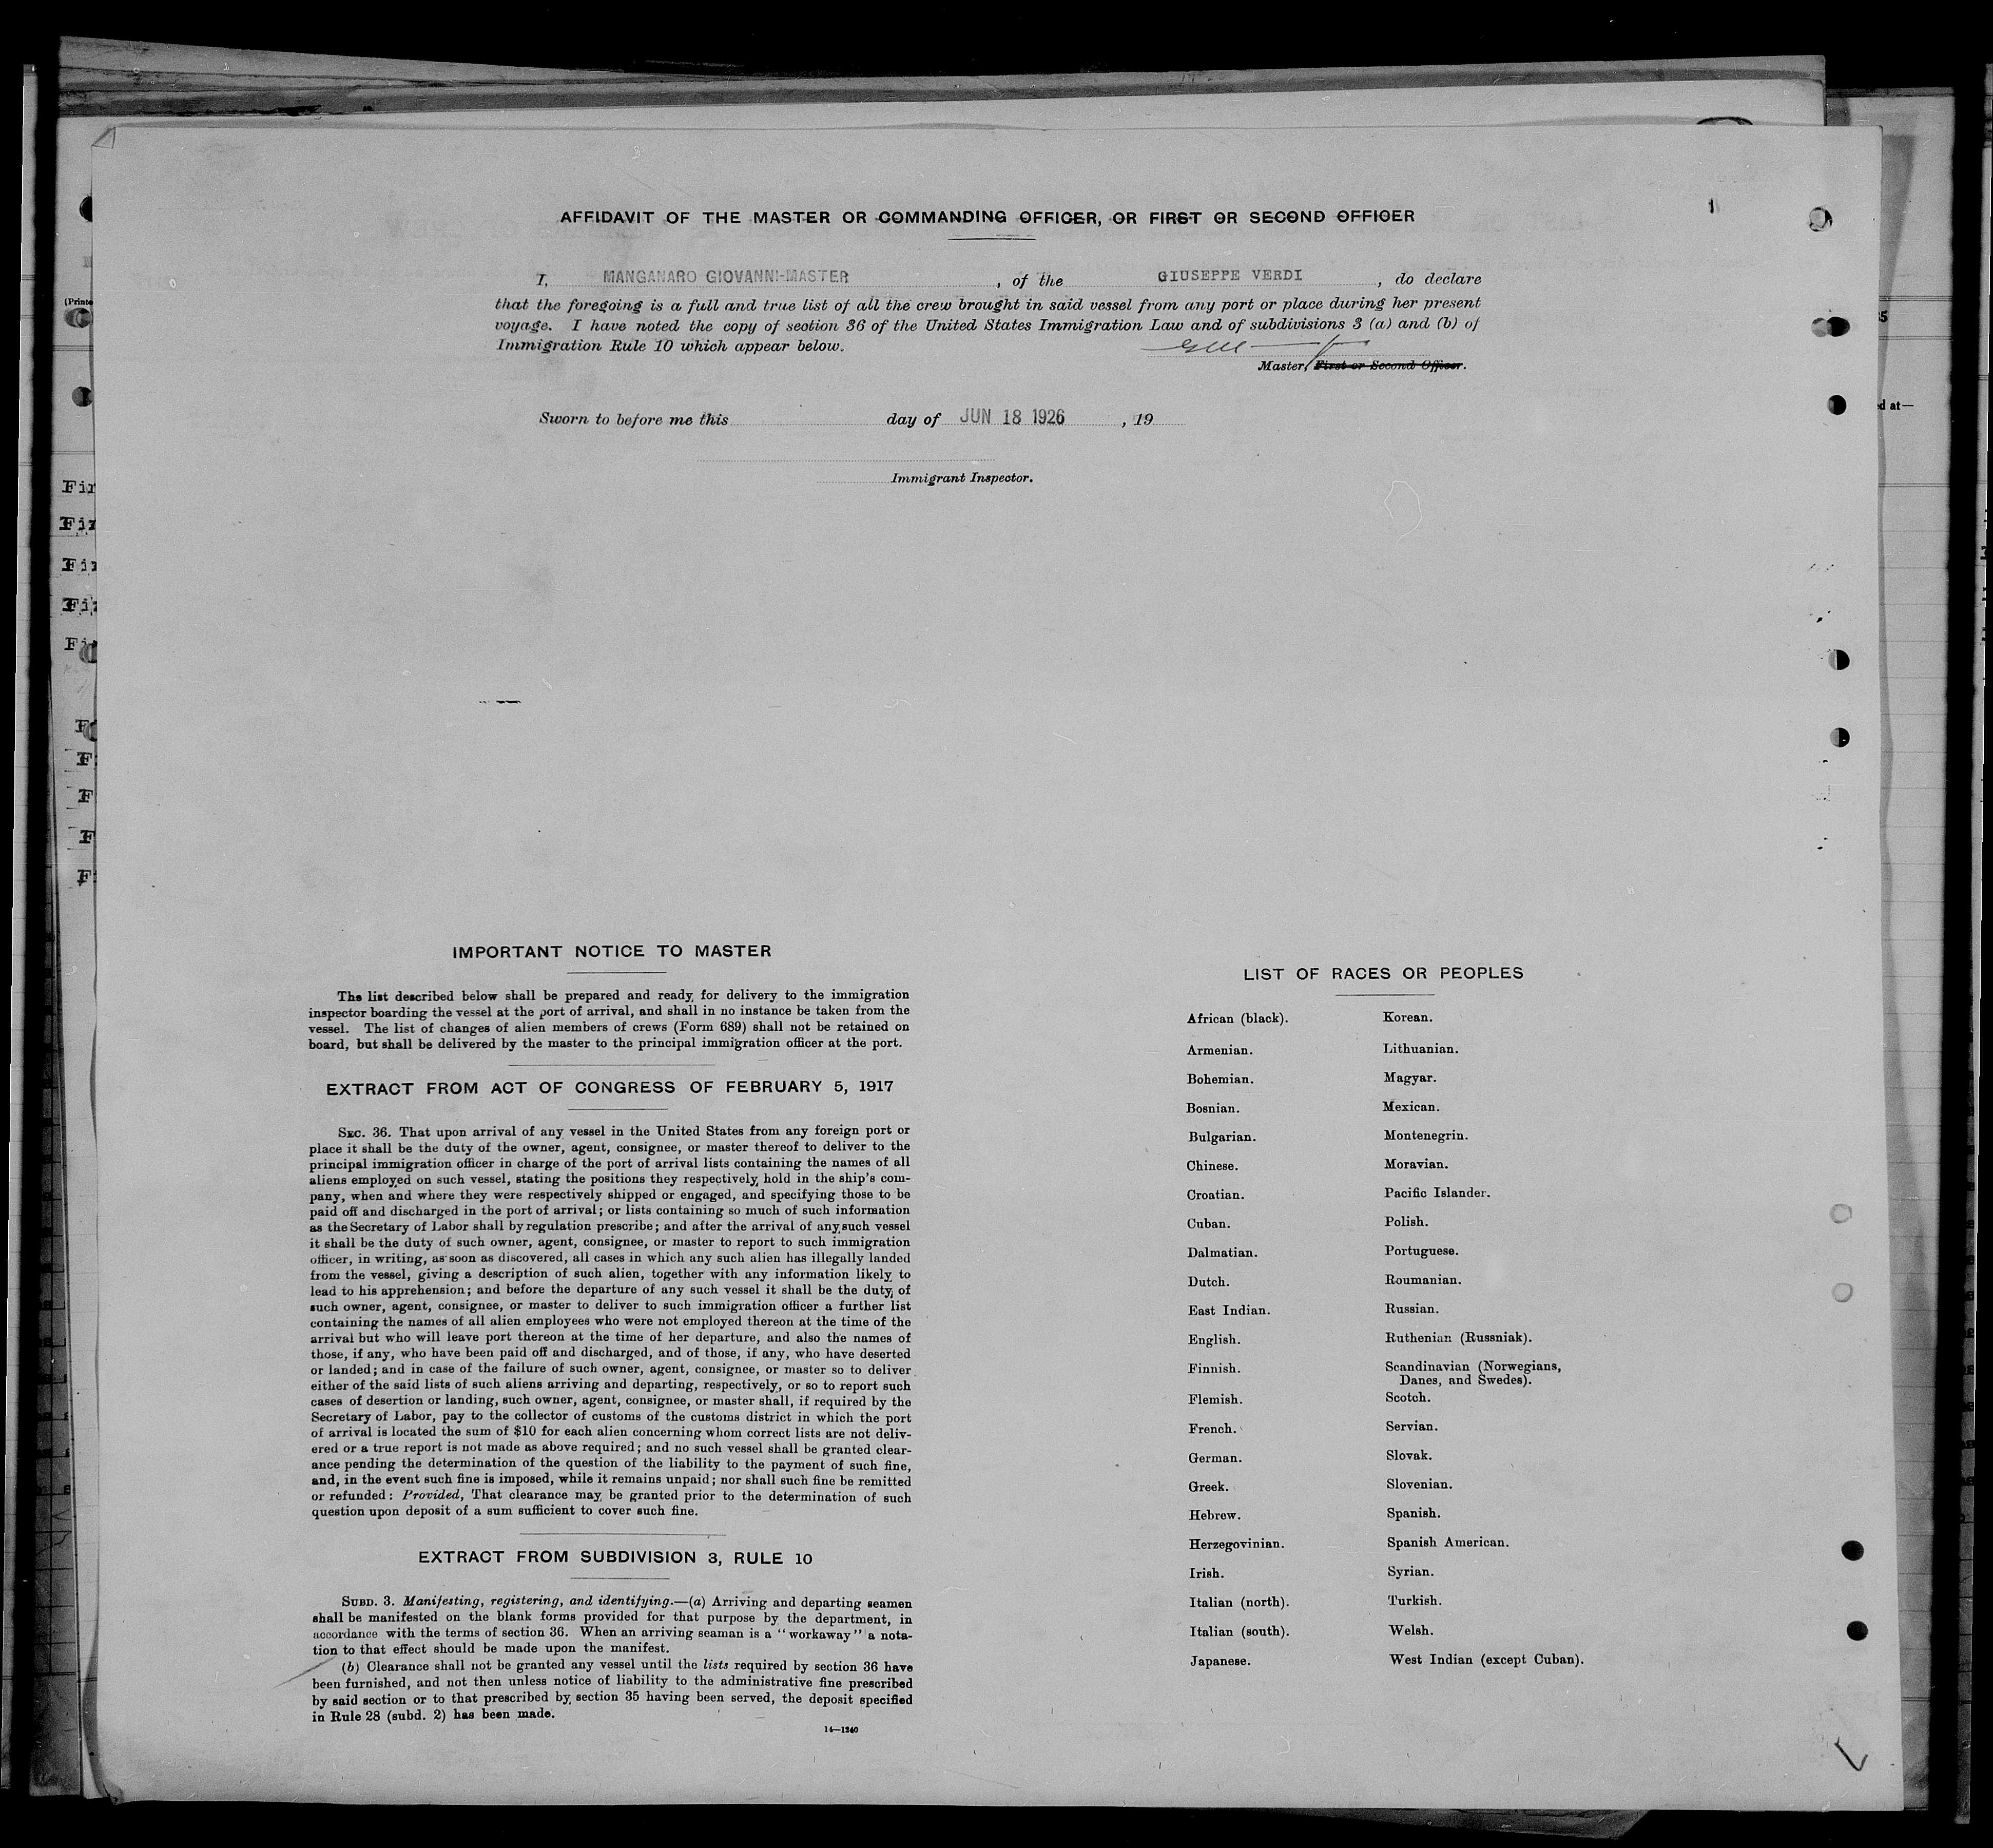 AFFIDAVIT OF THE MASTER OR COMMANDING OFFICER, OR FIRST OR SECOND OFFICER
I, MANGANARO GIOVANNI-MASTER, of the GIUSEPPE VERDI, do declare
that the foregoing is a full and true list of all the crew brought in said vessel from any port or place during her present
voyage. I have noted the copy of section 36 of the United States Immigration Law and of subdivisions 3 (a) and (b) of
Immigration Rule 10 which appear below.
Master, First or Second Officer.
Sworn to before me this day of JUN 18 1926, 19
Immigrant Inspector.
IMPORTANT NOTICE TO MASTER
The list described below shall be prepared and ready for delivery to the immigration
inspector boarding the vessel at the port of arrival, and shall in no instance be taken from the
vessel. The list of changes of alien members of crews (Form 689) shall not be retained on
board, but shall be delivered by the master to the principal immigration officer at the port.
EXTRACT FROM ACT OF CONGRESS OF FEBRUARY 5, 1917
SEC. 36. That upon arrival of any vessel in the United States from any foreign port or
place it shall be the duty of the owner, agent, consignee, or master thereof to deliver to the
principal immigration officer in charge of the port of arrival lists containing the names of all
aliens employed on such vessel, stating the positions they respectively hold in the ship's com-
pany, when and where they were respectively shipped or engaged, and specifying those to be
paid off and discharged in the port of arrival; or lists containing so much of such information
as the Secretary of Labor shall by regulation prescribe; and after the arrival of any such vessel
it shall be the duty of such owner, agent, consignee, or master to report to such immigration
officer, in writing, as soon as discovered, all cases in which any such alien has illegally landed
from the vessel, giving a description of such alien, together with any information likely to
lead to his apprehension; and before the departure of any such vessel it shall be the duty of
such owner, agent, consignee, or master to deliver to such immigration officer a further list
containing the names of all alien employees who were not employed thereon at the time of the
arrival but who will leave port thereon at the time of her departure, and also the names of
those, if any, who have been paid off and discharged, and of those, if any, who have deserted
or landed; and in case of the failure of such owner, agent, consignee, or master so to deliver
either of the said lists of such aliens arriving and departing, respectively, or so to report such
cases of desertion or landing, such owner, agent, consignee, or master shall, if required by the
Secretary of Labor, pay to the collector of customs of the customs district in which the port
of arrival is located the sum of $10 for each alien concerning whom correct lists are not deliv-
ered or a true report is not made as above required; and no such vessel shall be granted clear-
ance pending the determination of the question of the liability to the payment of such fine,
and, in the event such fine is imposed, while it remains unpaid; nor shall such fine be remitted
or refunded: Provided, That clearance may be granted prior to the determination of such
question upon deposit of a sum sufficient to cover such fine.
EXTRACT FROM SUBDIVISION 3, RULE 10
SUBD. 3. Manifesting, registering, and identifying.—(a) Arriving and departing seamen
shall be manifested on the blank forms provided for that purpose by the department, in
accordance with the terms of section 36. When an arriving seaman is a "workaway" a nota-
tion to that effect should be made upon the manifest.
(b) Clearance shall not be granted any vessel until the lists required by section 36 have
been furnished, and not then unless notice of liability to the administrative fine prescribed
by said section or to that prescribed by section 35 having been served, the deposit specified
in Rule 28 (subd. 2) has been made.
14—1240
LIST OF RACES OR PEOPLES
African (black).
Armenian.
Bohemian.
Bosnian.
Bulgarian.
Chinese.
Croatian.
Cuban.
Dalmatian.
Dutch.
East Indian.
English.
Finnish.
Flemish.
French.
German.
Greek.
Hebrew.
Herzegovinian.
Irish.
Italian (north).
Italian (south).
Japanese.
Korean.
Lithuanian.
Magyar.
Mexican.
Montenegrin.
Moravian.
Pacific Islander.
Polish.
Portuguese.
Roumanian.
Russian.
Ruthenian (Russniak).
Scandinavian (Norwegians,
Danes, and Swedes).
Scotch.
Servian.
Slovak.
Slovenian.
Spanish.
Spanish American.
Syrian.
Turkish.
Welsh.
West Indian (except Cuban).